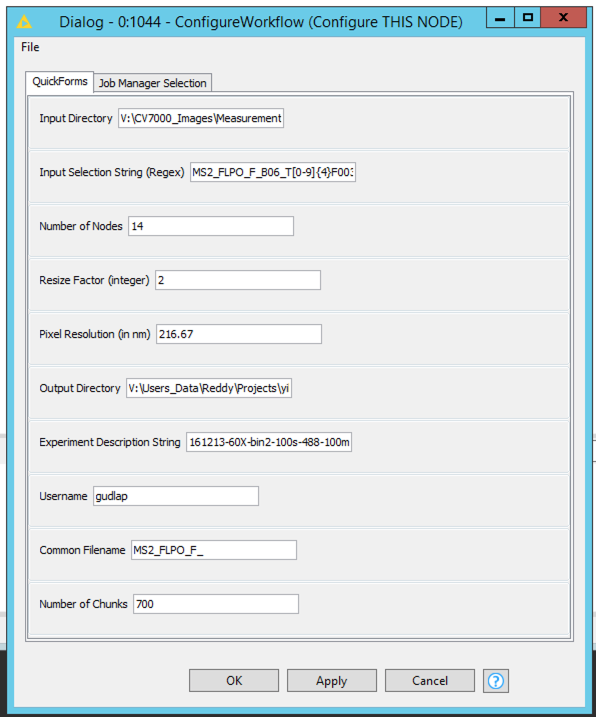 Dialog - 0:1044 - ConfigureWorkflow (Configure THIS NODE)
File
QuickForms Job Manager Selection
Input Directory V:\CV7000_Images\Measurement
Input Selection String (Regex) MS2_FLPO_F_B06_T[0-9]{4}F003
Number of Nodes 14
Resize Factor (integer) 2
Pixel Resolution (in nm) 216.67
Output Directory V:\Users_Data\Reddy\Projects\yi
Experiment Description String 161213-60X-bin2-100s-488-100m
Username gudlap
Common Filename MS2_FLPO_F_
Number of Chunks 700
OK Apply Cancel ?